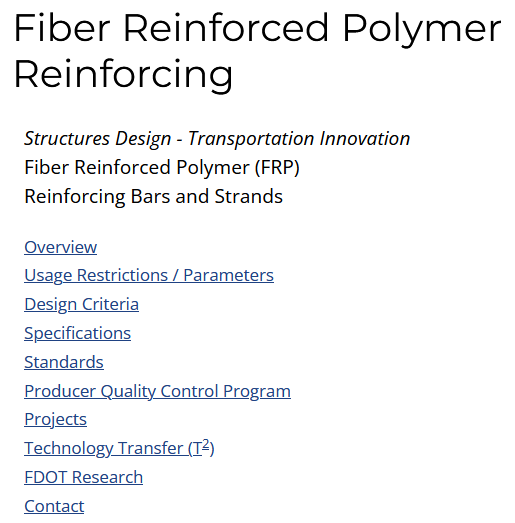 Fiber Reinforced Polymer
Reinforcing
Structures Design - Transportation Innovation
Fiber Reinforced Polymer (FRP)
Reinforcing Bars and Strands
Overview
Usage Restrictions / Parameters
Design Criteria
Specifications
Standards
Producer Quality Control Program
Projects
Technology Transfer (T²)
FDOT Research
Contact